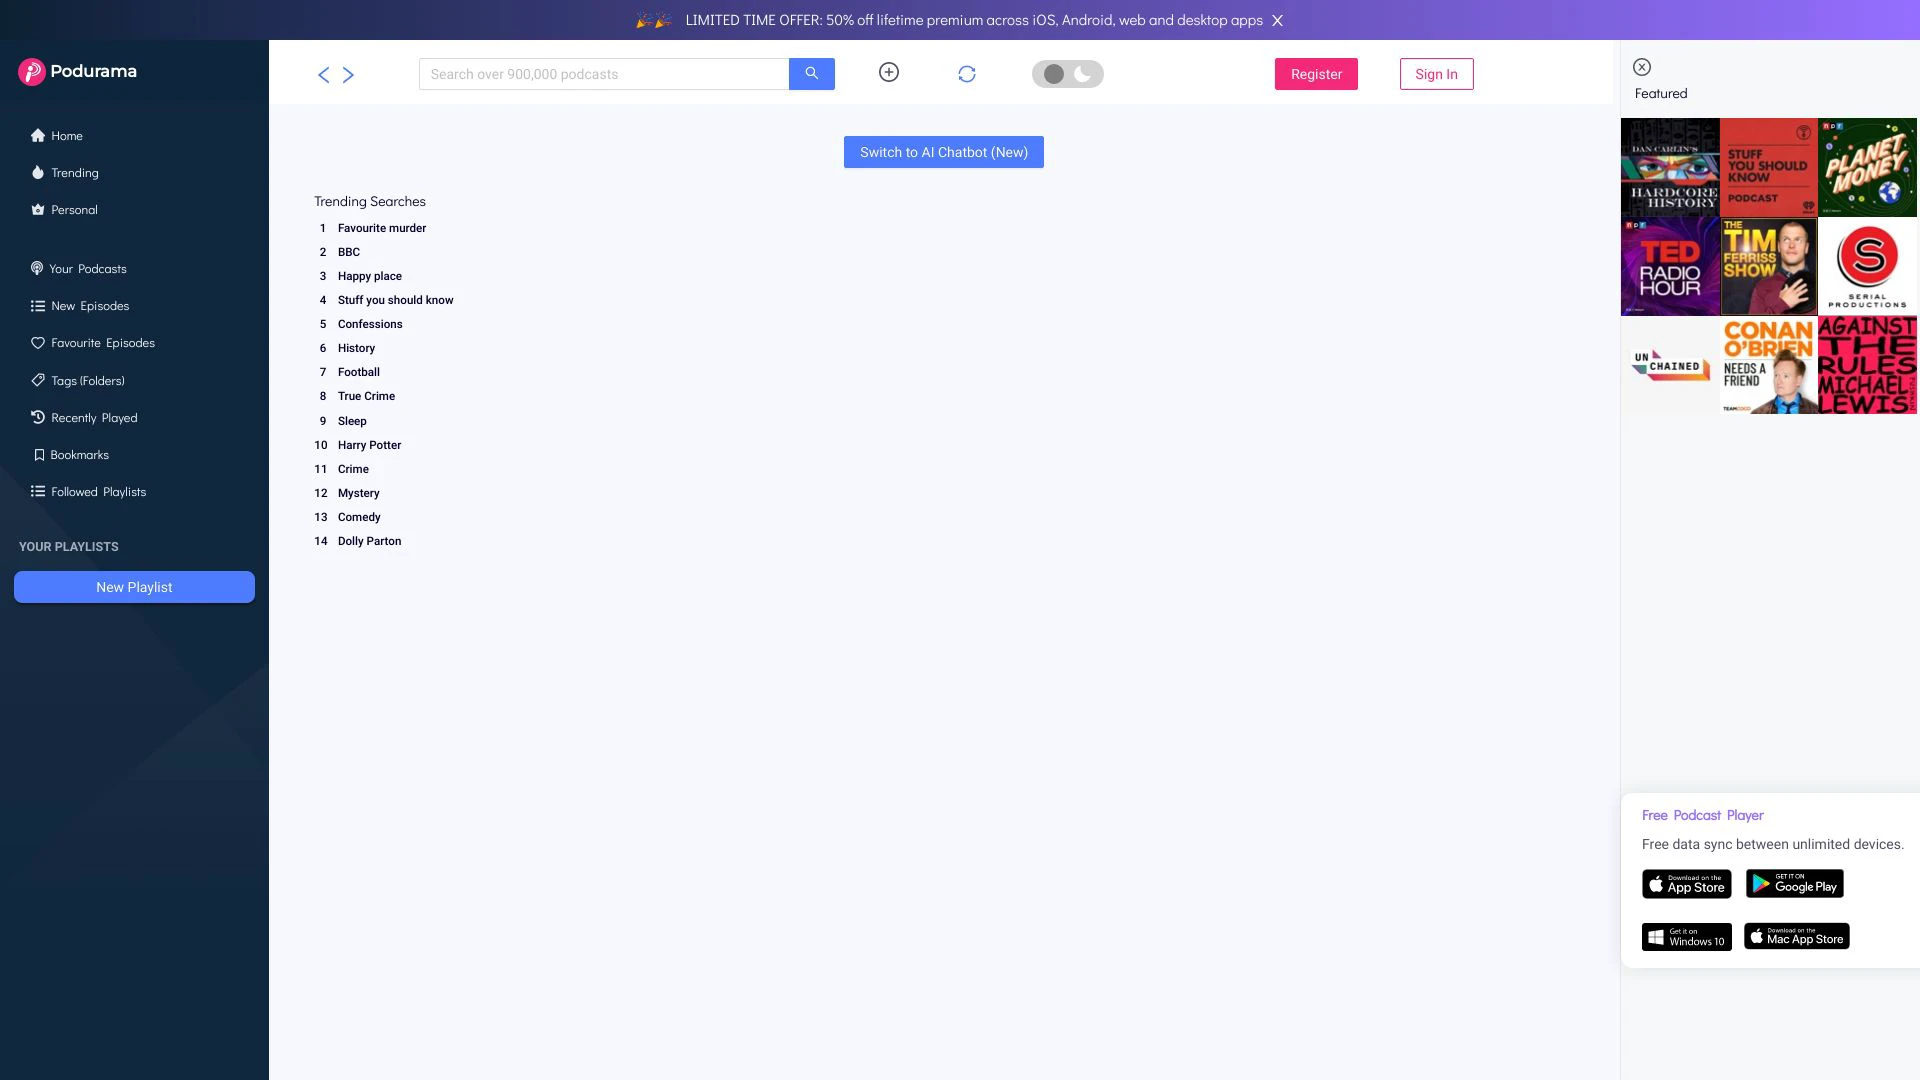 LIMITED TIME OFFER: 50% off lifetime premium across iOS, Android, web and desktop apps
Podurama
Home
Trending
Personal
Your Podcasts
New Episodes
Favourite Episodes
Tags (Folders)
Recently Played
Bookmarks
Followed Playlists
YOUR PLAYLISTS
New Playlist
Search over 900,000 podcasts
Register
Sign In
Switch to AI Chatbot (New)
Trending Searches
1 Favourite murder
2 BBC
3 Happy place
4 Stuff you should know
5 Confessions
6 History
7 Football
8 True Crime
9 Sleep
10 Harry Potter
11 Crime
12 Mystery
13 Comedy
14 Dolly Parton
Featured
DAN CARLIN'S
HARDCORE
HISTORY
STUFF
YOU SHOULD
KNOW
PODCAST
npr
PLANET
MONEY
npr
TED
RADIO
HOUR
THE
TIM
FERRISS
SHOW
S
SERIAL
PRODUCTIONS
UN
CHAINED
CONAN
O'BRIEN
NEEDS A
FRIEND
TEAMCOCO
AGAINST
THE
RULES
MICHAEL
LEWIS
Free Podcast Player
Free data sync between unlimited devices.
Download on the
App Store
GET IT ON
Google Play
Get it on
Windows 10
Download on the
Mac App Store